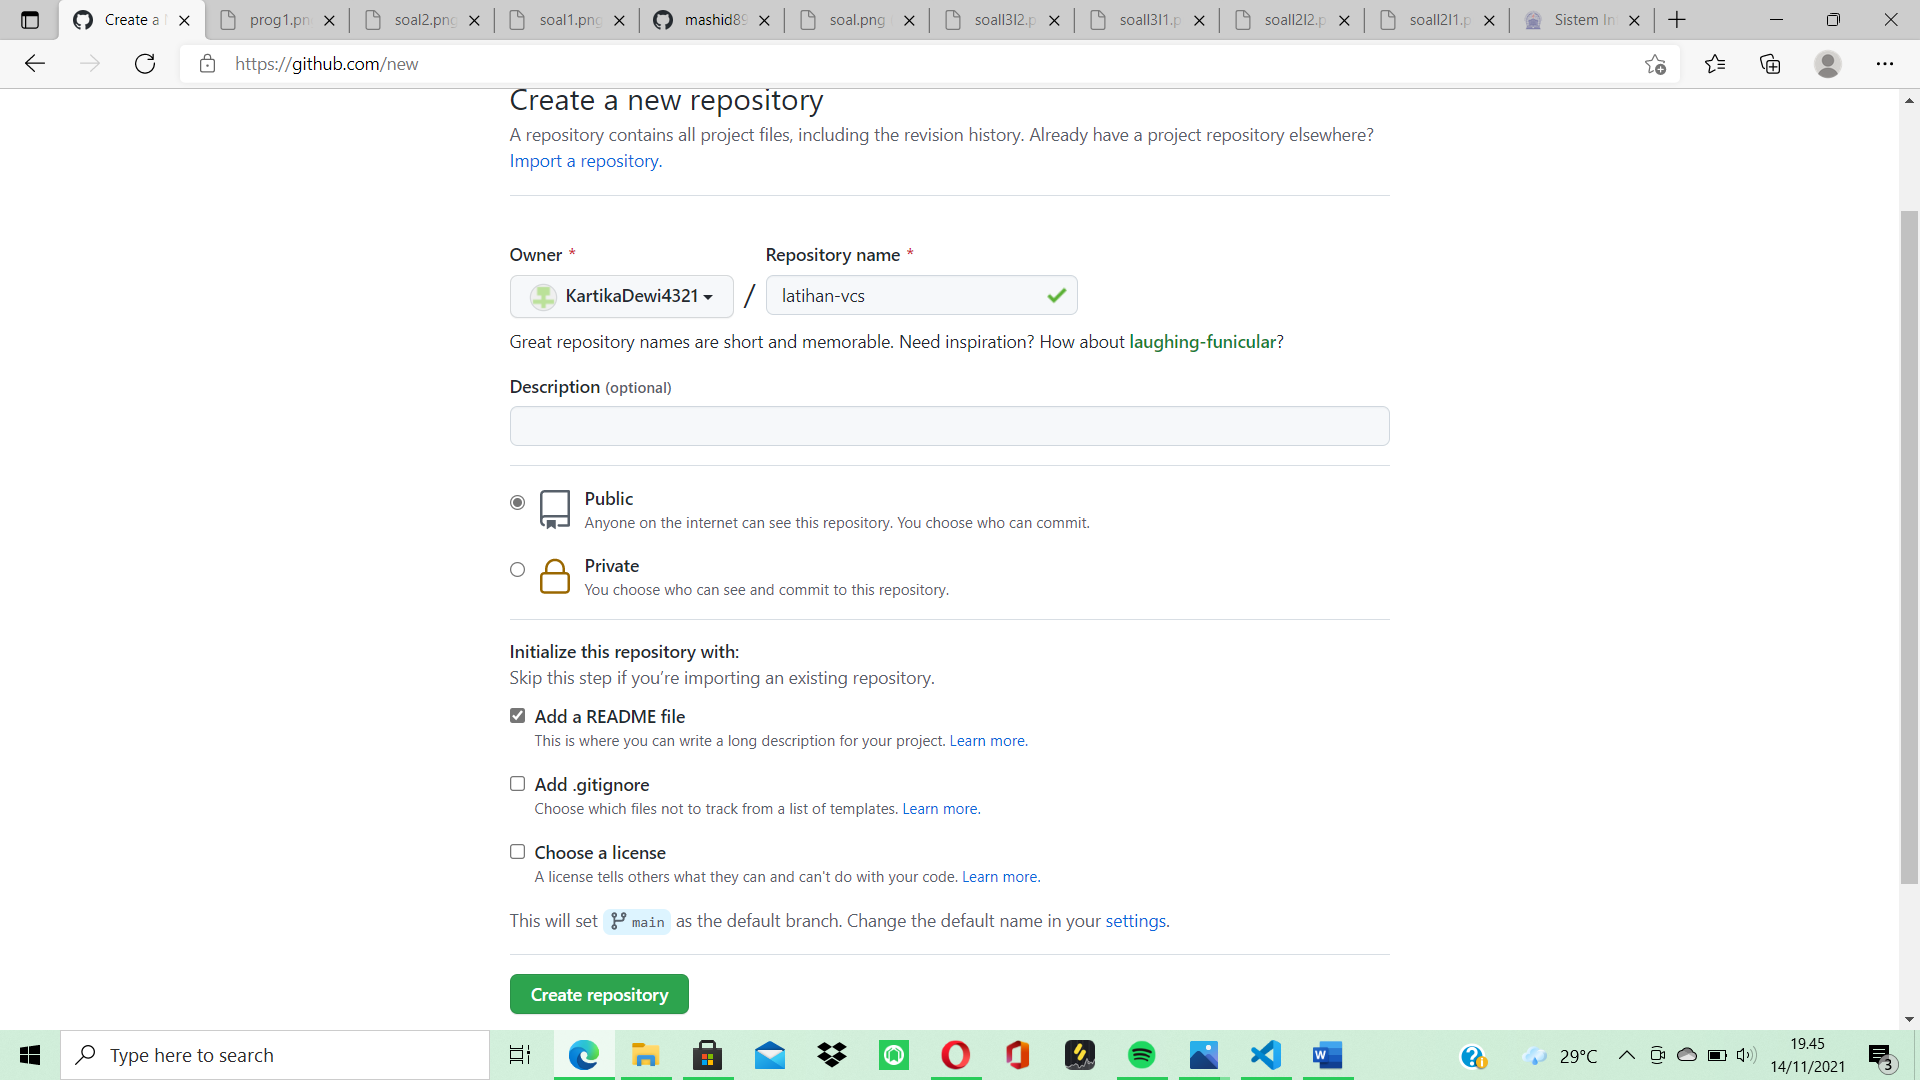 Create a
prog1.pn
soal2.png
soal1.png
mashid89
soal.png
soall3l2.p
soall3l1.p
soall2l2.p
soall2l1.p
Sistem In
https://github.com/new
Create a new repository
A repository contains all project files, including the revision history. Already have a project repository elsewhere?
Import a repository.
Owner *
Repository name *
KartikaDewi4321
/
latihan-vcs
Great repository names are short and memorable. Need inspiration? How about laughing-funicular?
Description (optional)
Public
Anyone on the internet can see this repository. You choose who can commit.
Private
You choose who can see and commit to this repository.
Initialize this repository with:
Skip this step if you’re importing an existing repository.
Add a README file
This is where you can write a long description for your project. Learn more.
Add .gitignore
Choose which files not to track from a list of templates. Learn more.
Choose a license
A license tells others what they can and can't do with your code. Learn more.
This will set main as the default branch. Change the default name in your settings.
Create repository
Type here to search
29°C
19.45
14/11/2021
3